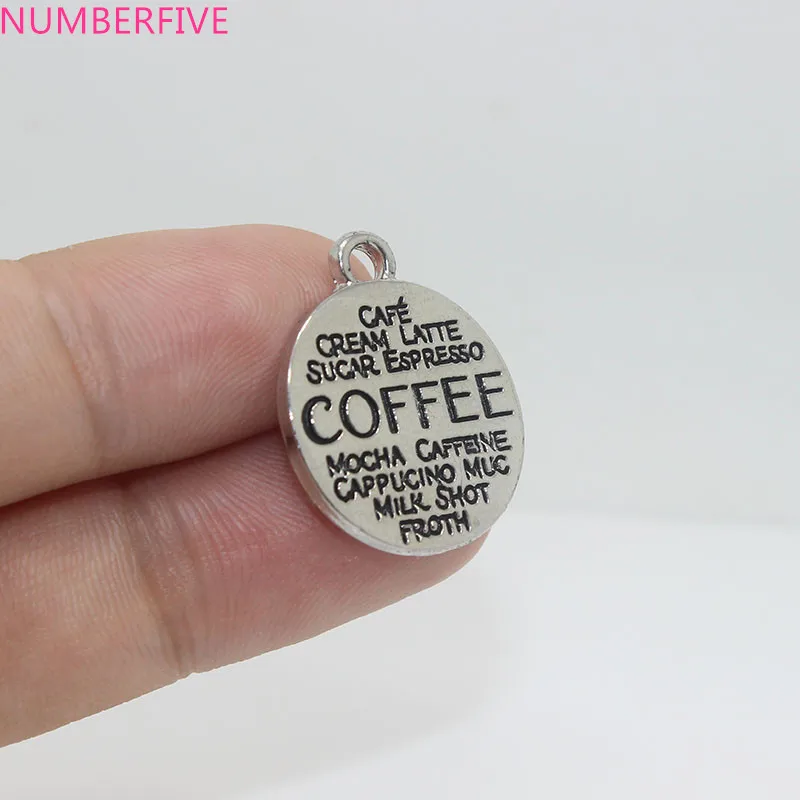 NUMBERFIVE
CAFÉ
CREAM LATTE
SUGAR ESPRESSO
COFFEE
MOCHA CAFFEINE
CAPPUCINO MUG
MILK SHOT
FROTH